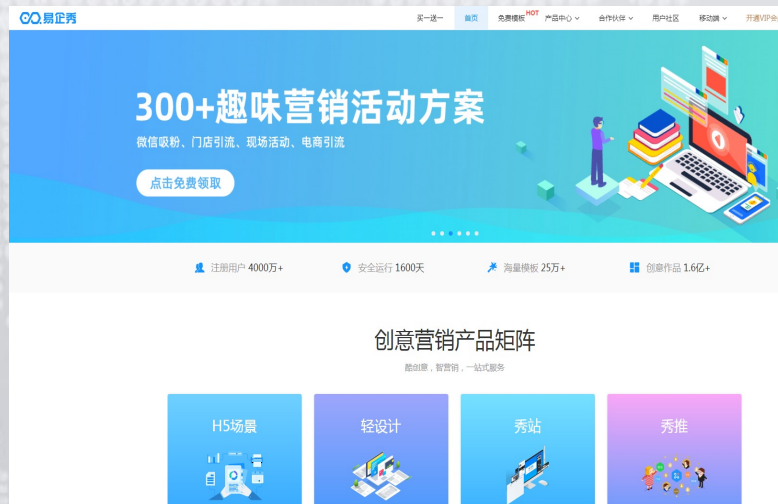 易企秀
买一送一 首页 免费模板 HOT 产品中心 合作伙伴 用户社区 移动端 开通VIP会
300+趣味营销活动方案
微信吸粉、门店引流、现场活动、电商引流
点击免费领取
注册用户 4000万+ 安全运行 1600天 海量模板 25万+ 创意作品 1.6亿+
创意营销产品矩阵
酷创意，智营销，一站式服务
H5场景 轻设计 秀站 秀推